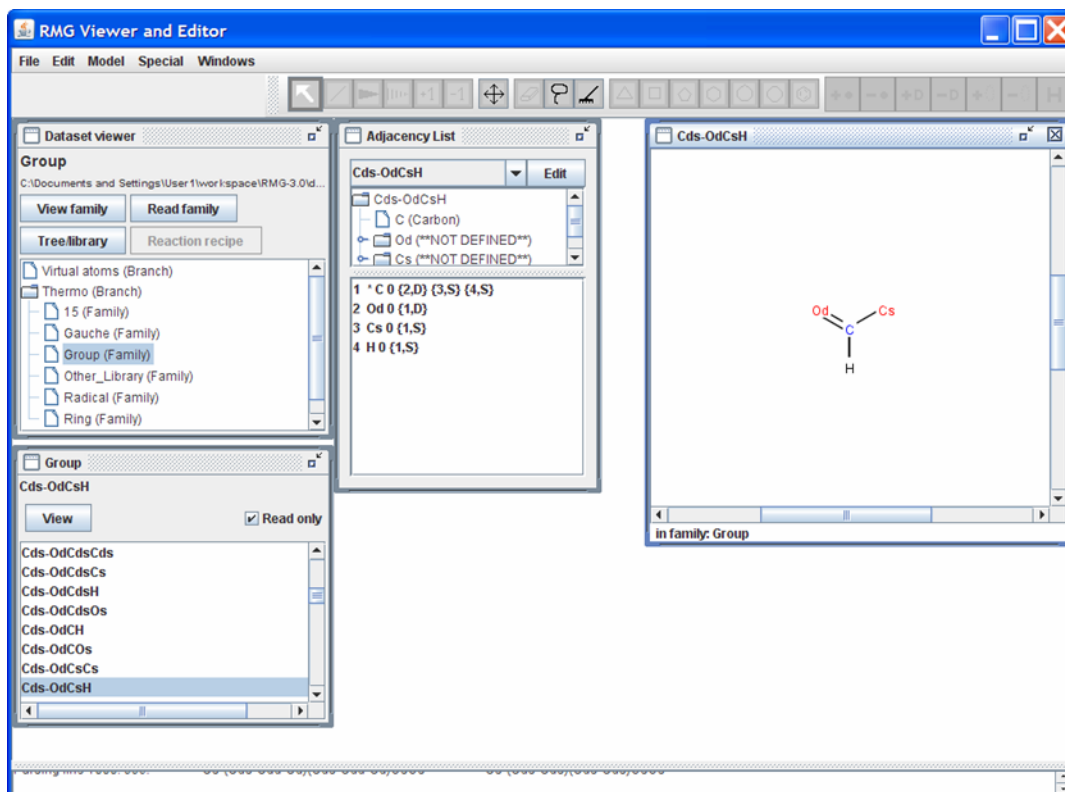 RMG Viewer and Editor
File Edit Model Special Windows
+1 -1 +D -D H
Dataset viewer
Group
C:\Documents and Settings\User1\workspace\RMG-3.0\d...
View family Read family
Tree/library Reaction recipe
Virtual atoms (Branch)
Thermo (Branch)
15 (Family)
Gauche (Family)
Group (Family)
Other_Library (Family)
Radical (Family)
Ring (Family)
Group
Cds-OdCsH
View Read only
Cds-OdCdsCds
Cds-OdCdsCs
Cds-OdCdsH
Cds-OdCdsOs
Cds-OdCH
Cds-OdCOs
Cds-OdCsCs
Cds-OdCsH
Adjacency List
Cds-OdCsH Edit
Cds-OdCsH
C (Carbon)
Od (**NOT DEFINED**)
Cs (**NOT DEFINED**)
1 * C 0 {2,D} {3,S} {4,S}
2 Od 0 {1,D}
3 Cs 0 {1,S}
4 H 0 {1,S}
Cds-OdCsH
Od Cs
C
H
in family: Group